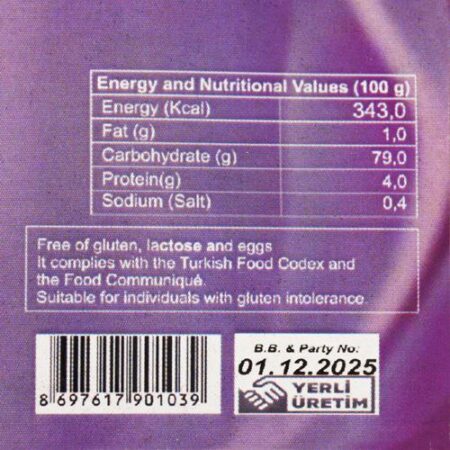 Energy and Nutritional Values (100 g)
Energy (Kcal) 343,0
Fat (g) 1,0
Carbohydrate (g) 79,0
Protein(g) 4,0
Sodium (Salt) 0,4
Free of gluten, lactose and eggs
It complies with the Turkish Food Codex and
the Food Communiqué.
Suitable for individuals with gluten intolerance.
B.B. & Party No:
01.12.2025
YERLİ
ÜRETİM
8 697617 901039